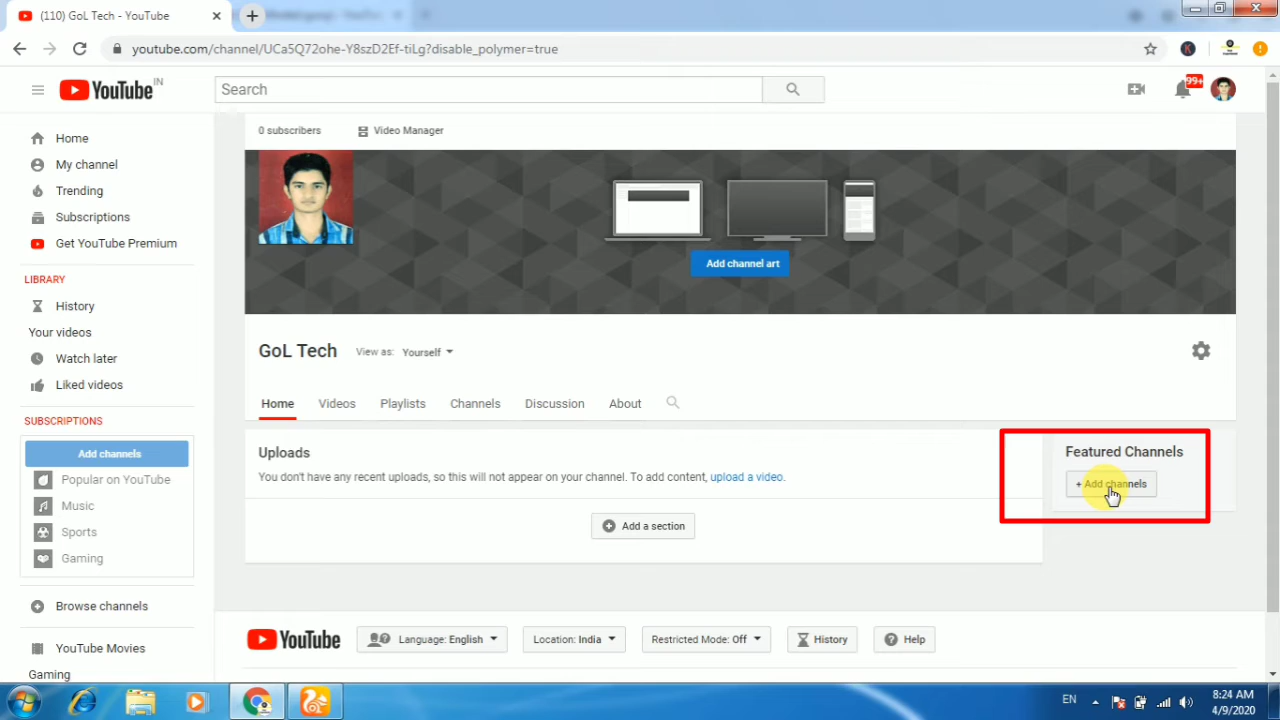 (110) GoL Tech - YouTube
youtube.com/channel/UCa5Q72ohe-Y8szD2Ef-tiLg?disable_polymer=true
YouTube IN
Search
99+
Home
My channel
Trending
Subscriptions
Get YouTube Premium
LIBRARY
History
Your videos
Watch later
Liked videos
SUBSCRIPTIONS
Add channels
Popular on YouTube
Music
Sports
Gaming
Browse channels
YouTube Movies
Gaming
0 subscribers Video Manager
Add channel art
GoL Tech View as: Yourself
Home Videos Playlists Channels Discussion About
Uploads
You don't have any recent uploads, so this will not appear on your channel. To add content, upload a video.
Add a section
Featured Channels
+ Add channels
YouTube Language: English Location: India Restricted Mode: Off History Help
EN
8:24 AM
4/9/2020